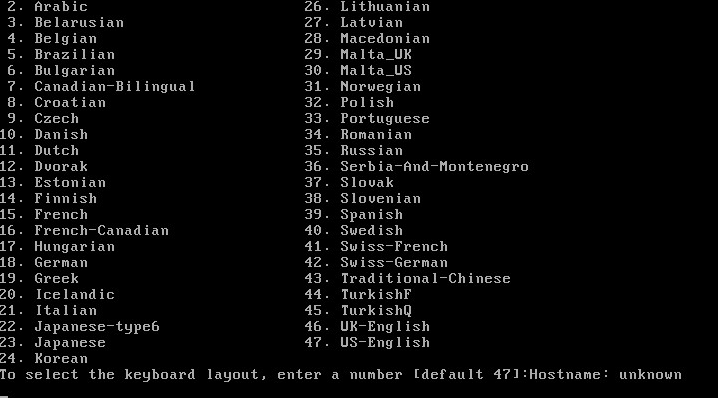 2. Arabic                     26. Lithuanian
 3. Belarusian                 27. Latvian
 4. Belgian                    28. Macedonian
 5. Brazilian                  29. Malta_UK
 6. Bulgarian                  30. Malta_US
 7. Canadian-Bilingual         31. Norwegian
 8. Croatian                   32. Polish
 9. Czech                      33. Portuguese
10. Danish                     34. Romanian
11. Dutch                      35. Russian
12. Dvorak                     36. Serbia-And-Montenegro
13. Estonian                   37. Slovak
14. Finnish                    38. Slovenian
15. French                     39. Spanish
16. French-Canadian            40. Swedish
17. Hungarian                  41. Swiss-French
18. German                     42. Swiss-German
19. Greek                      43. Traditional-Chinese
20. Icelandic                  44. TurkishF
21. Italian                    45. TurkishQ
22. Japanese-type6             46. UK-English
23. Japanese                   47. US-English
24. Korean
To select the keyboard layout, enter a number [default 47]:Hostname: unknown